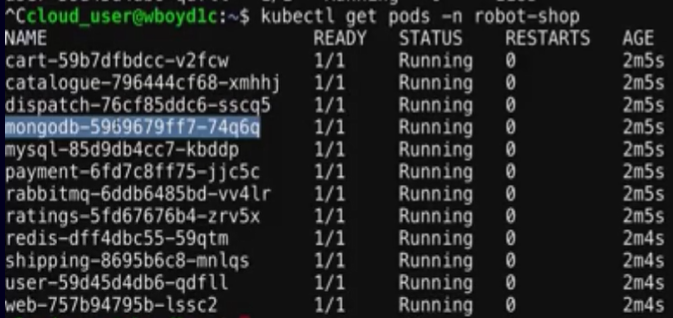 ^Ccloud_user@wboyd1c:~$ kubectl get pods -n robot-shop
NAME READY STATUS RESTARTS AGE
cart-59b7dfbdcc-v2fcw 1/1 Running 0 2m5s
catalogue-796444cf68-xmhhj 1/1 Running 0 2m5s
dispatch-76cf85ddc6-sscq5 1/1 Running 0 2m5s
mongodb-5969679ff7-74q6q 1/1 Running 0 2m5s
mysql-85d9db4cc7-kbddp 1/1 Running 0 2m5s
payment-6fd7c8ff75-jjc5c 1/1 Running 0 2m5s
rabbitmq-6ddb6485bd-vv4lr 1/1 Running 0 2m5s
ratings-5fd67676b4-zrv5x 1/1 Running 0 2m5s
redis-dff4dbc55-59qtm 1/1 Running 0 2m4s
shipping-8695b6c8-mnlqs 1/1 Running 0 2m4s
user-59d45d4db6-qdfll 1/1 Running 0 2m4s
web-757b94795b-lssc2 1/1 Running 0 2m4s